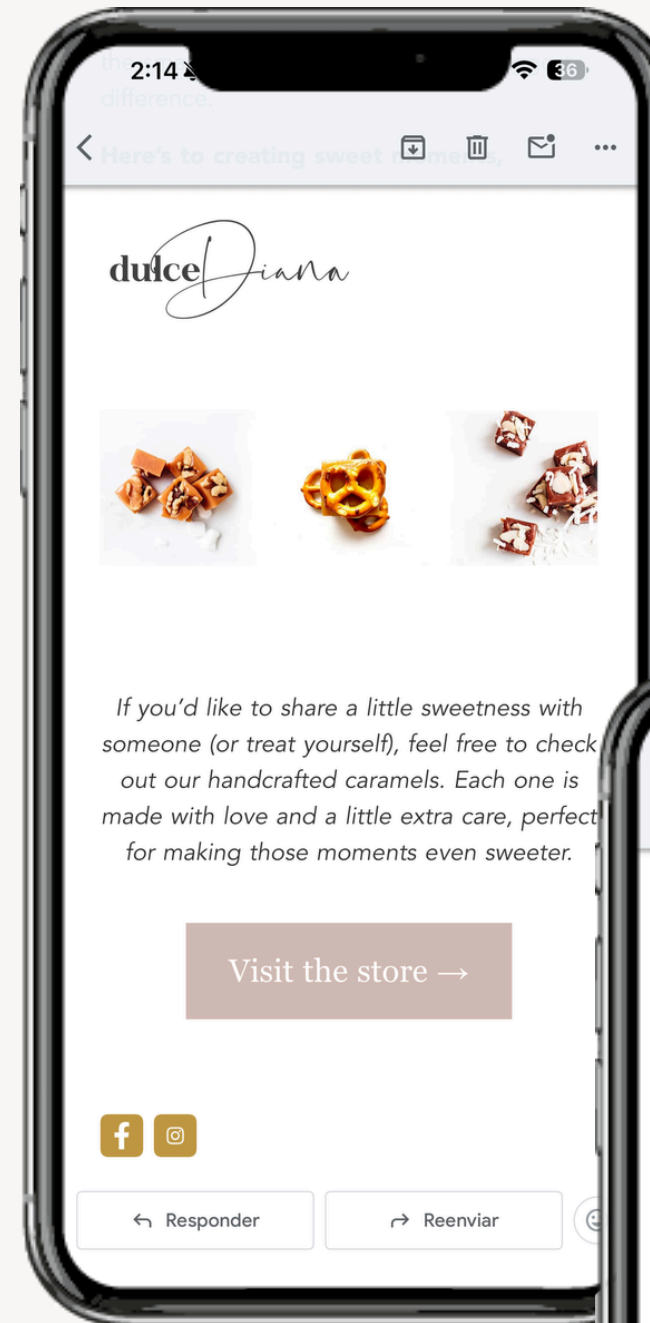 the
2:14
36
difference.
Here's to creating sweet moments,
dulce Diana
If you'd like to share a little sweetness with
someone (or treat yourself), feel free to check
out our handcrafted caramels. Each one is
made with love and a little extra care, perfect
for making those moments even sweeter.
Visit the store →
Responder
Reenviar